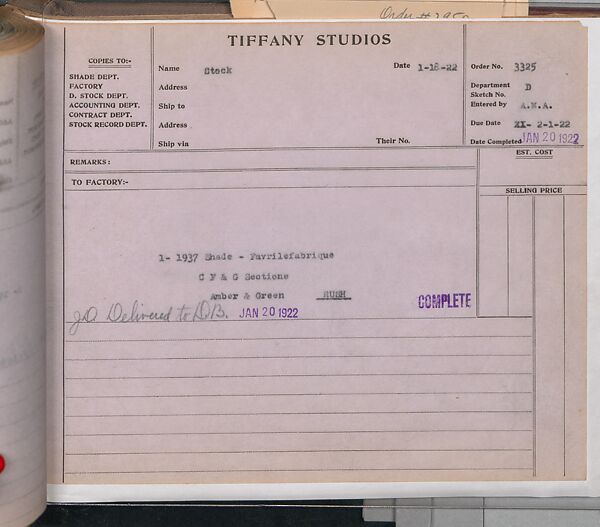 Order #
TIFFANY STUDIOS
COPIES TO:-
SHADE DEPT.
FACTORY
D. STOCK DEPT.
ACCOUNTING DEPT.
CONTRACT DEPT.
STOCK RECORD DEPT.
Name Stock
Date 1-18-22
Address
Ship to
Address
Ship via
Their No.
Order No. 3325
Department D
Sketch No.
Entered by A.N.A.
Due Date 2-1-22
Date Completed JAN 20 1922
REMARKS:
EST. COST
TO FACTORY:-
SELLING PRICE
1- 1937 Shade - Favrilefabrique
C F & G Sections
Amber & Green RUSH
COMPLETE
Delivered to DB. JAN 20 1922